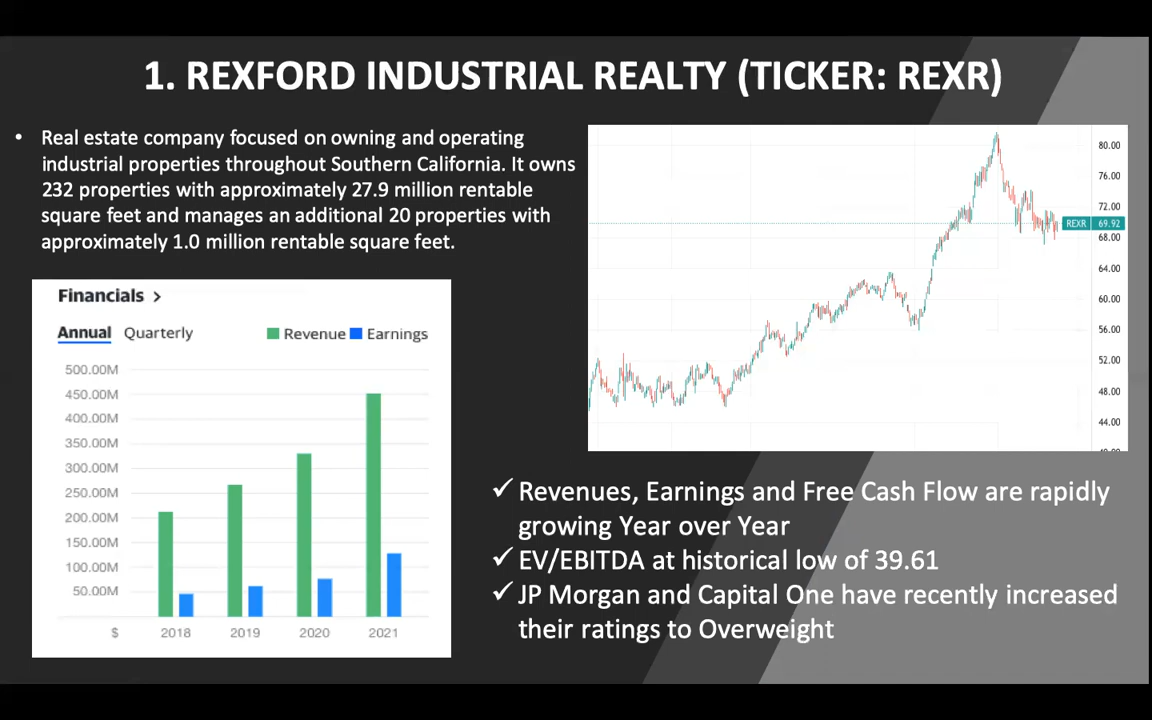 1. REXFORD INDUSTRIAL REALTY (TICKER: REXR)
• Real estate company focused on owning and operating
industrial properties throughout Southern California. It owns
232 properties with approximately 27.9 million rentable
square feet and manages an additional 20 properties with
approximately 1.0 million rentable square feet.
80.00
76.00
72.00
REXR 69.92
68.00
64.00
60.00
56.00
52.00
48.00
44.00
Financials >
Annual Quarterly Revenue Earnings
500.00M
450.00M
400.00M
350.00M
300.00M
250.00M
200.00M
150.00M
100.00M
50.00M
$ 2018 2019 2020 2021
✓ Revenues, Earnings and Free Cash Flow are rapidly
growing Year over Year
✓ EV/EBITDA at historical low of 39.61
✓ JP Morgan and Capital One have recently increased
their ratings to Overweight